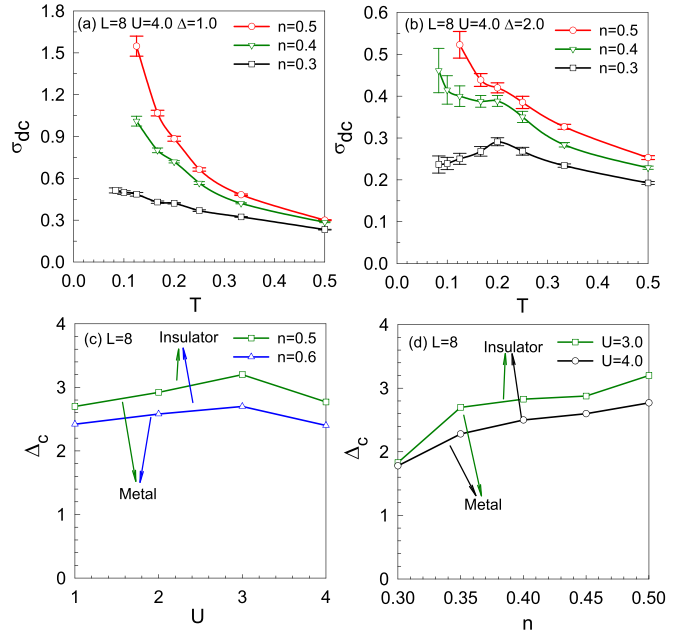 (a) L=8 U=4.0 Δ=1.0
n=0.5
n=0.4
n=0.3
1.8
1.5
1.2
0.9
0.6
0.3
0.0
σdc
0.0 0.1 0.2 0.3 0.4 0.5
T
(b) L=8 U=4.0 Δ=2.0
n=0.5
n=0.4
n=0.3
0.6
0.5
0.4
0.3
0.2
0.0
σdc
0.0 0.1 0.2 0.3 0.4 0.5
T
(c) L=8
n=0.5
n=0.6
Insulator
Metal
4
3
2
1
0
Δc
1 2 3 4
U
(d) L=8
U=3.0
U=4.0
Insulator
Metal
4
3
2
1
0
Δc
0.30 0.35 0.40 0.45 0.50
n